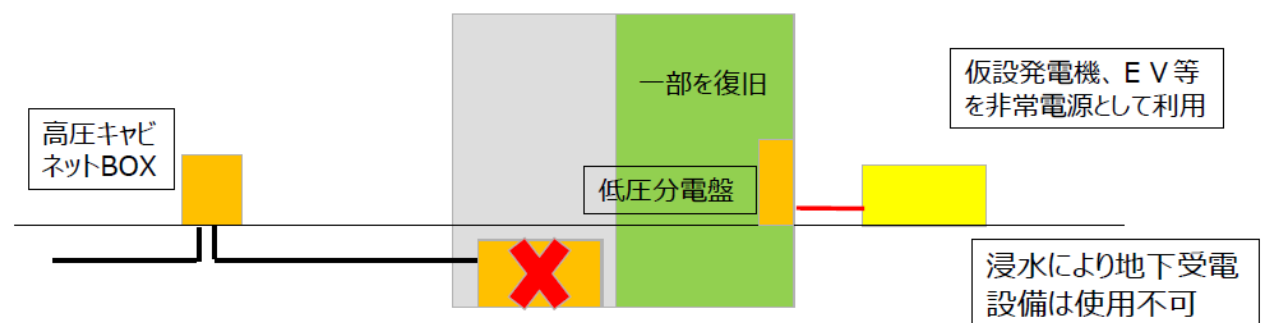 一部を復旧
仮設発電機、ＥＶ等
を非常電源として利用
高圧キャビ
ネットBOX
低圧分電盤
浸水により地下受電
設備は使用不可